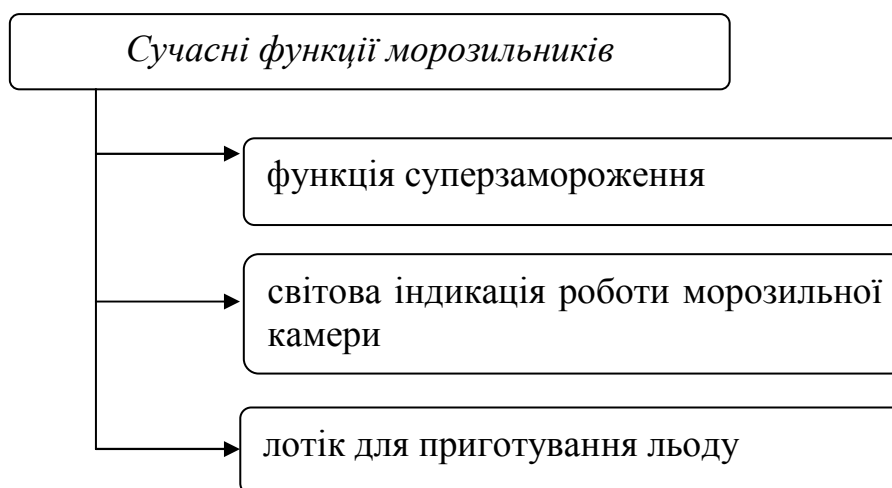 Сучасні функції морозильників
функція суперзамороження
світова індикація роботи морозильної
камери
лотік для приготування льоду